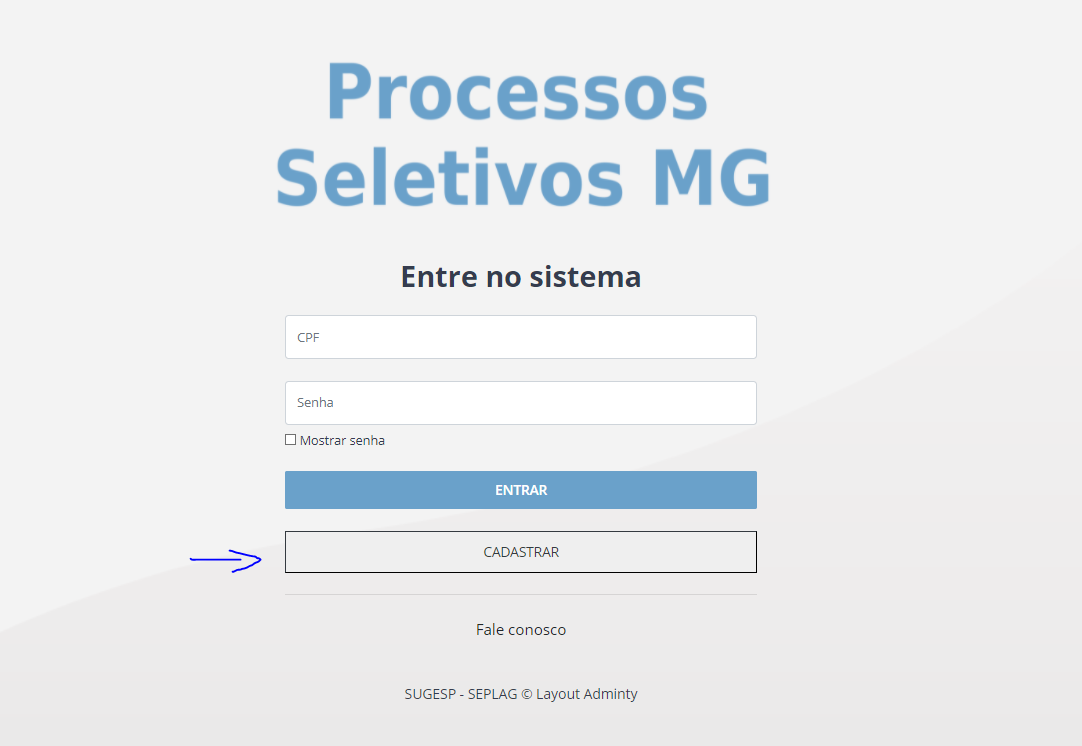 Processos
Seletivos MG
Entre no sistema
CPF
Senha
Mostrar senha
ENTRAR
CADASTRAR
Fale conosco
SUGESP - SEPLAG © Layout Adminty